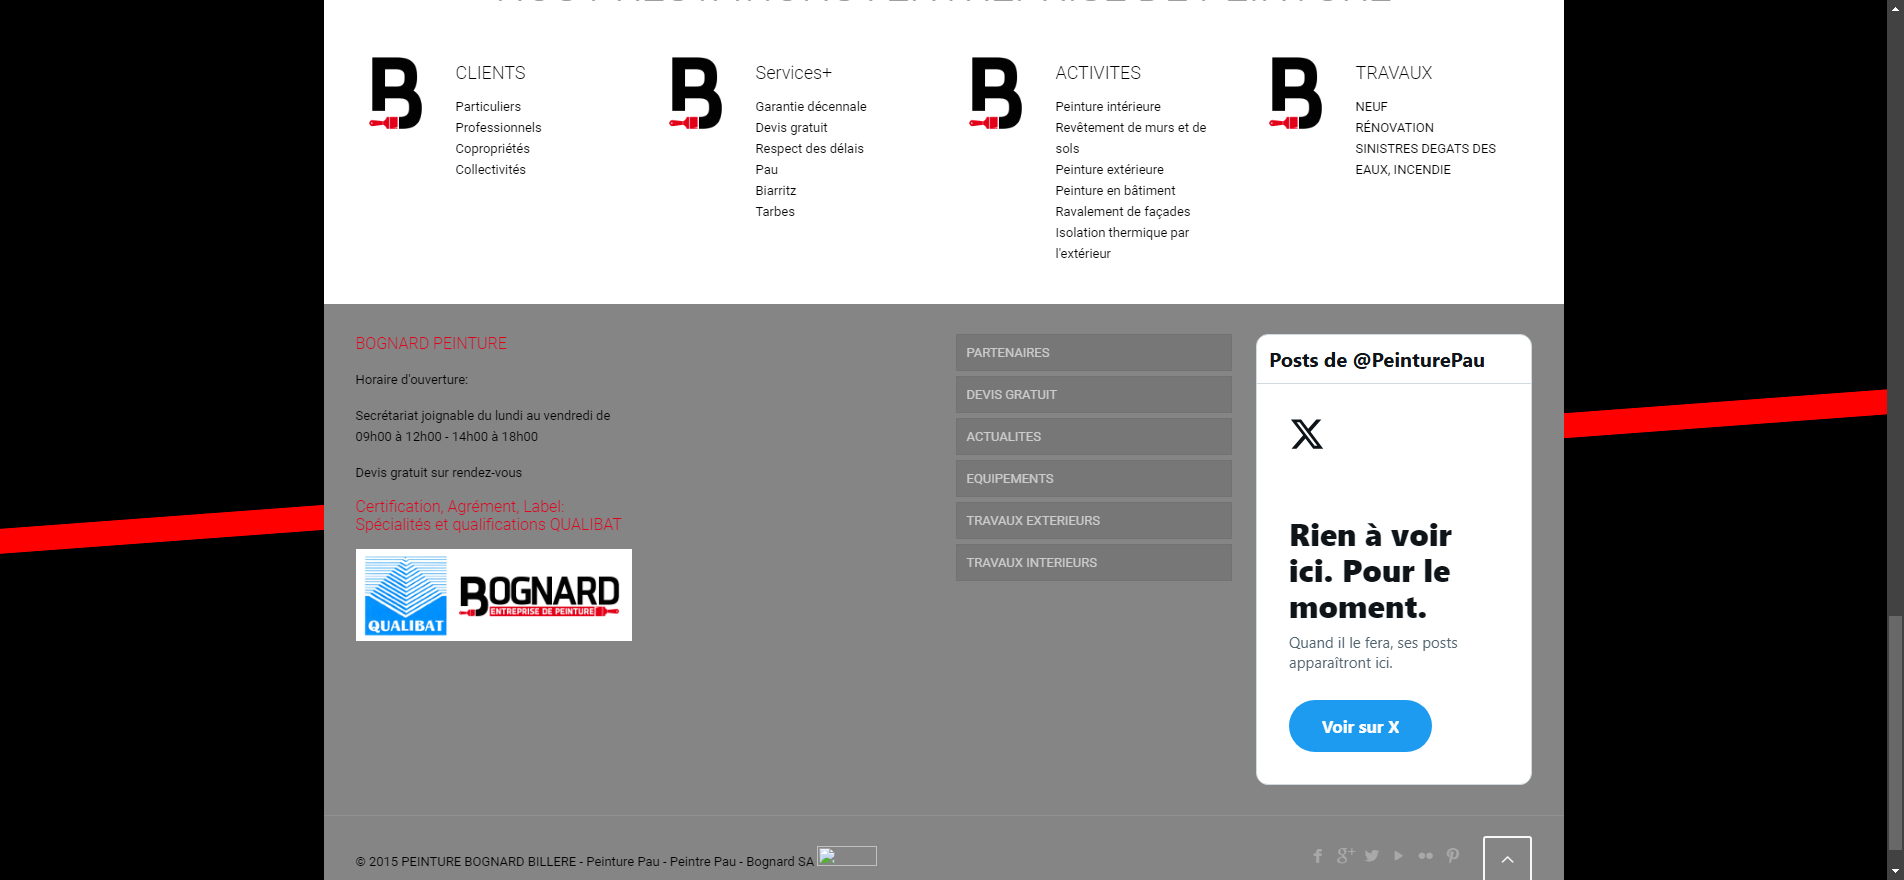 NOS PRESTATIONS : ENTREPRISE DE PEINTURE
CLIENTS
Particuliers
Professionnels
Copropriétés
Collectivités
Services+
Garantie décennale
Devis gratuit
Respect des délais
Pau
Biarritz
Tarbes
ACTIVITES
Peinture intérieure
Revêtement de murs et de
sols
Peinture extérieure
Peinture en bâtiment
Ravalement de façades
Isolation thermique par
l'extérieur
TRAVAUX
NEUF
RÉNOVATION
SINISTRES DEGATS DES
EAUX, INCENDIE
BOGNARD PEINTURE
Horaire d'ouverture:
Secrétariat joignable du lundi au vendredi de
09h00 à 12h00 - 14h00 à 18h00
Devis gratuit sur rendez-vous
Certification, Agrément, Label:
Spécialités et qualifications QUALIBAT
QUALIBAT
BOGNARD
ENTREPRISE DE PEINTURE
PARTENAIRES
DEVIS GRATUIT
ACTUALITES
EQUIPEMENTS
TRAVAUX EXTERIEURS
TRAVAUX INTERIEURS
Posts de @PeinturePau
Rien à voir
ici. Pour le
moment.
Quand il le fera, ses posts
apparaîtront ici.
Voir sur X
© 2015 PEINTURE BOGNARD BILLERE - Peinture Pau - Peintre Pau - Bognard SA